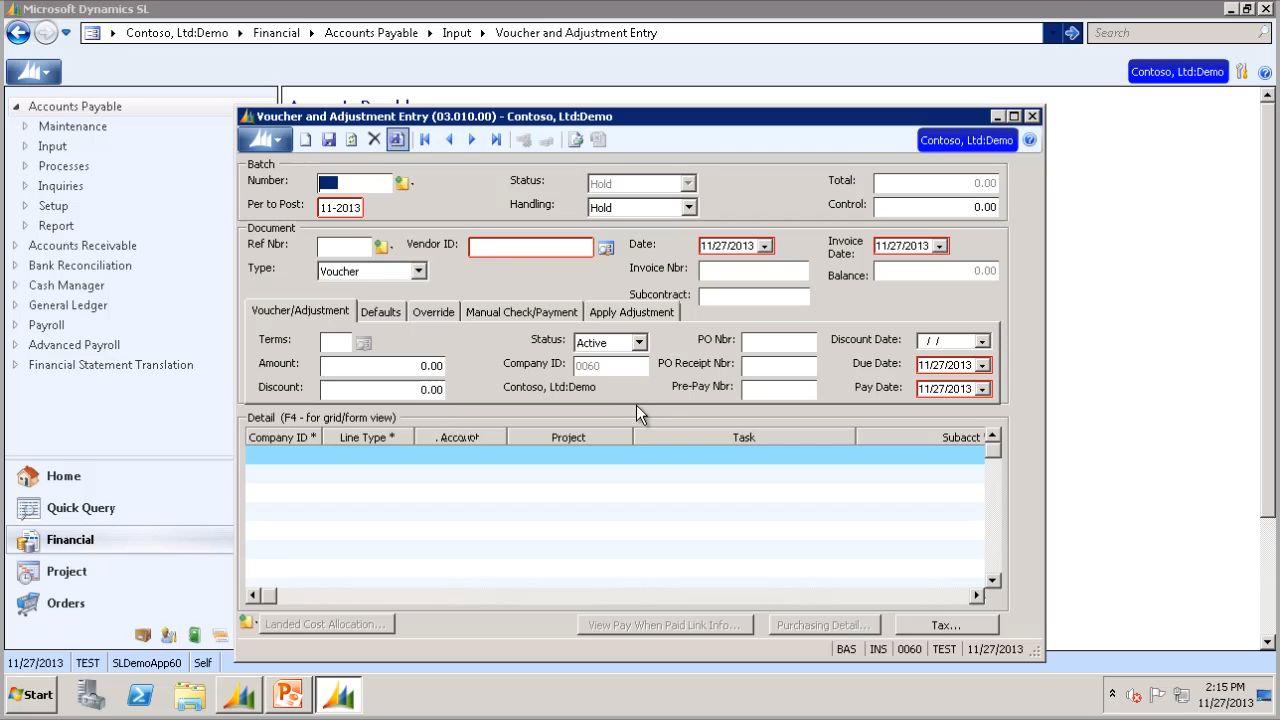 Microsoft Dynamics SL
Contoso, Ltd:Demo Financial Accounts Payable Input Voucher and Adjustment Entry Search
Contoso, Ltd:Demo
Accounts Payable
Maintenance
Input
Processes
Inquiries
Setup
Report
Accounts Receivable
Bank Reconciliation
Cash Manager
General Ledger
Payroll
Advanced Payroll
Financial Statement Translation
Home
Quick Query
Financial
Project
Orders
11/27/2013 TEST SLDemoApp60 Self
Accounts Payable
Voucher and Adjustment Entry (03.010.00) - Contoso, Ltd:Demo
Contoso, Ltd:Demo
Batch
Number: Status: Hold Total: 0.00
Per to Post: 11-2013 Handling: Hold Control: 0.00
Document
Ref Nbr: Vendor ID: Date: 11/27/2013 Invoice Date: 11/27/2013
Type: Voucher Invoice Nbr: Balance: 0.00
Subcontract:
Voucher/Adjustment Defaults Override Manual Check/Payment Apply Adjustment
Terms: Status: Active PO Nbr: Discount Date: / /
Amount: 0.00 Company ID: 0060 PO Receipt Nbr: Due Date: 11/27/2013
Discount: 0.00 Contoso, Ltd:Demo Pre-Pay Nbr: Pay Date: 11/27/2013
Detail (F4 - for grid/form view)
Company ID * Line Type * . Account Project Task Subacct
Landed Cost Allocation... View Pay When Paid Link Info... Purchasing Detail... Tax...
BAS INS 0060 TEST 11/27/2013
Start
2:15 PM
11/27/2013